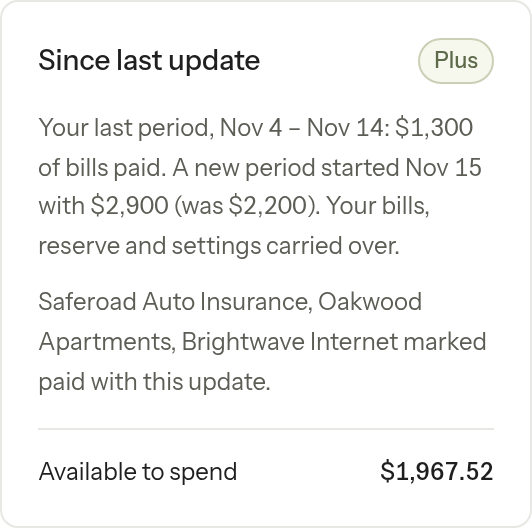 Since last update
Plus
Your last period, Nov 4 – Nov 14: $1,300
of bills paid. A new period started Nov 15
with $2,900 (was $2,200). Your bills,
reserve and settings carried over.
Saferoad Auto Insurance, Oakwood
Apartments, Brightwave Internet marked
paid with this update.
Available to spend
$1,967.52